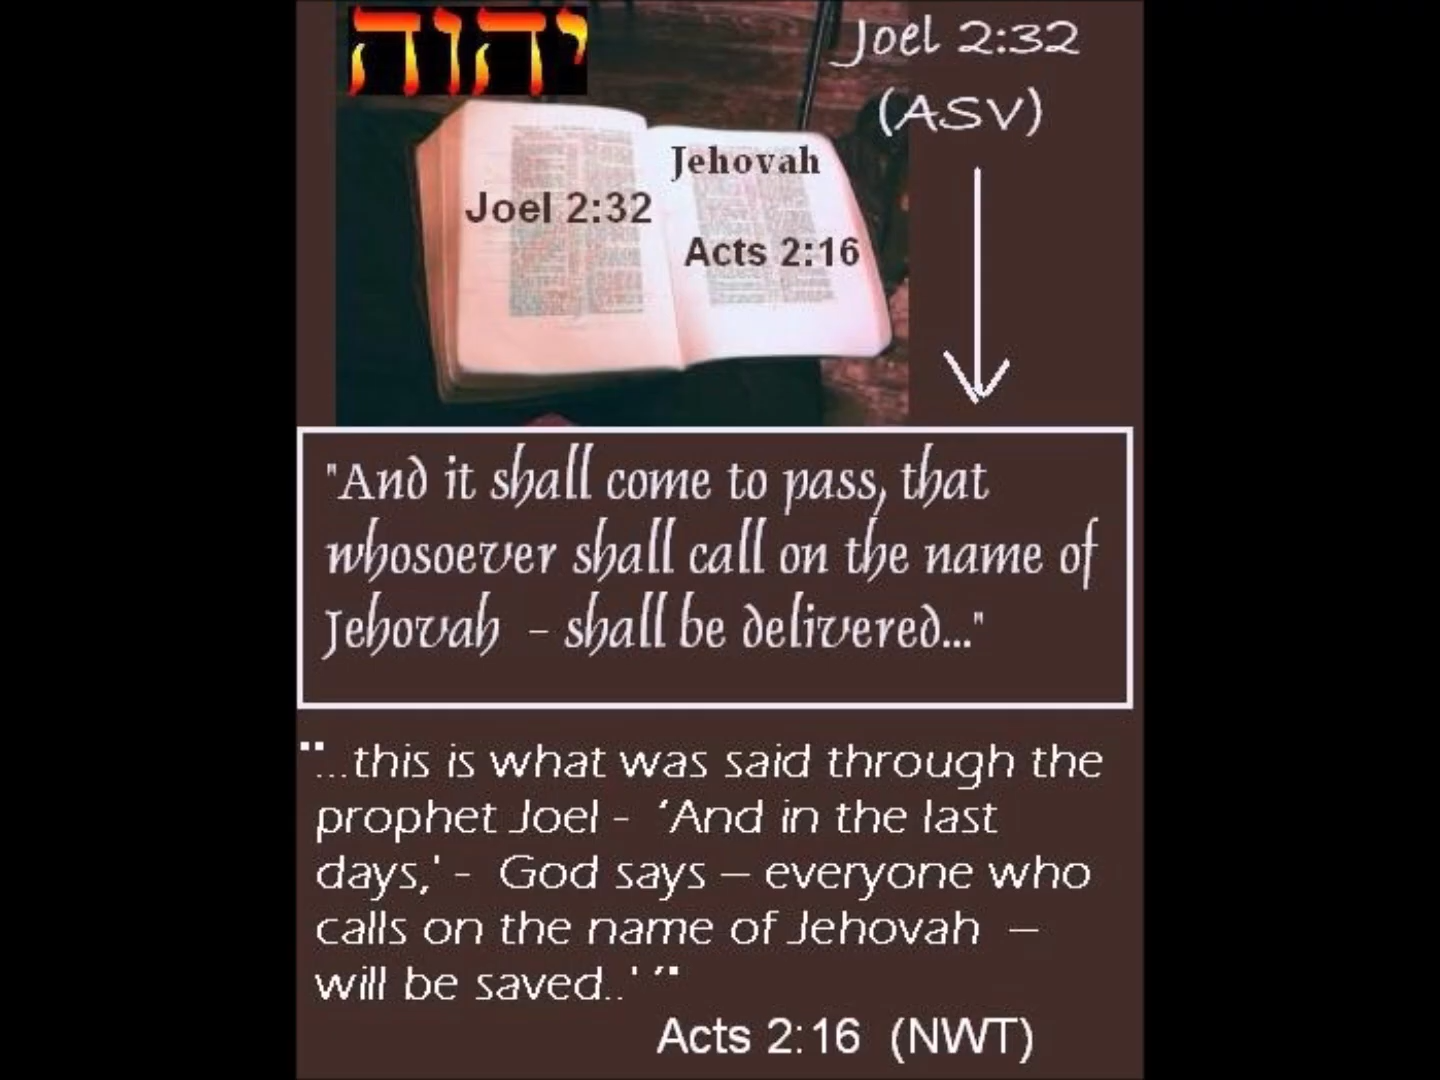 יהוה
Joel 2:32
(ASV)
Jehovah
Joel 2:32
Acts 2:16
"And it shall come to pass, that
whosoever shall call on the name of
Jehovah - shall be delivered..."
"...this is what was said through the
prophet Joel - 'And in the last
days,' - God says – everyone who
calls on the name of Jehovah –
will be saved..' ′"
Acts 2:16 (NWT)